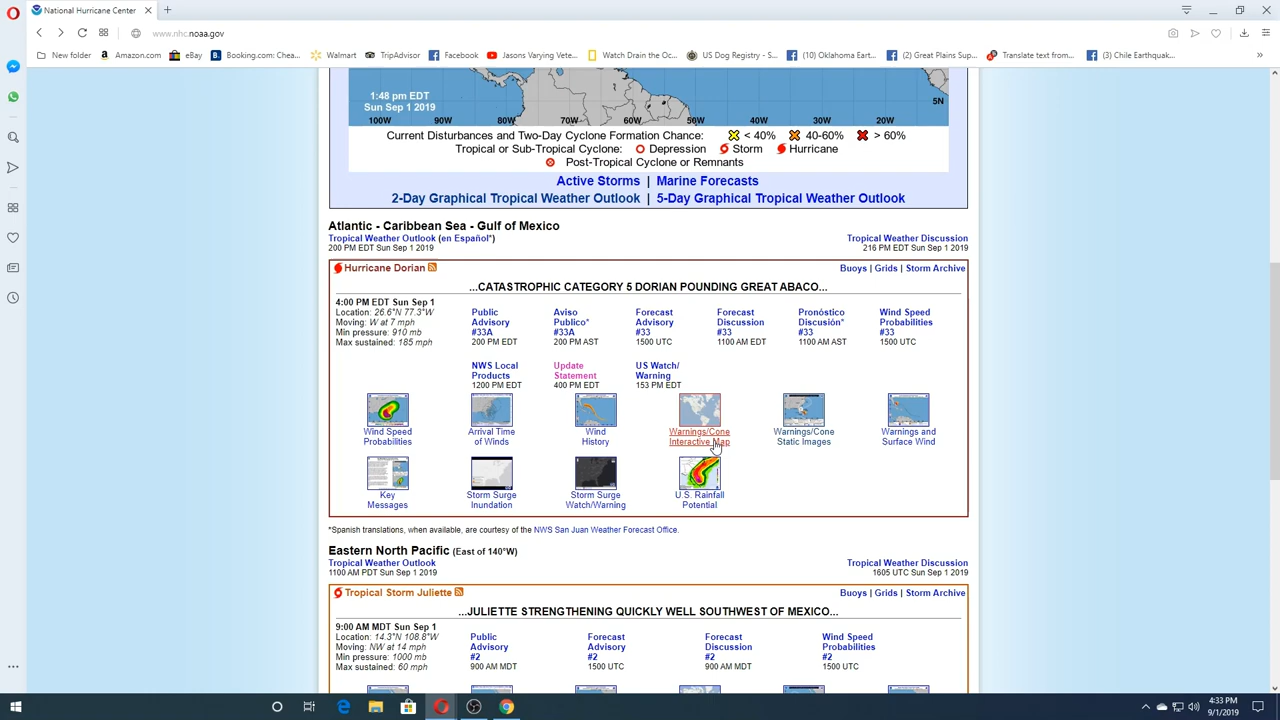 National Hurricane Center
www.nhc.noaa.gov
New folder
Amazon.com
eBay
Booking.com: Chea...
Walmart
TripAdvisor
Facebook
Jasons Varying Vete...
Watch Drain the Oc...
US Dog Registry - S...
(10) Oklahoma Eart...
(2) Great Plains Sup...
Translate text from...
(3) Chile Earthquak...
1:48 pm EDT
Sun Sep 1 2019
5N
100W 90W 80W 70W 60W 50W 40W 30W 20W
Current Disturbances and Two-Day Cyclone Formation Chance: < 40% 40-60% > 60%
Tropical or Sub-Tropical Cyclone: Depression Storm Hurricane
Post-Tropical Cyclone or Remnants
Active Storms | Marine Forecasts
2-Day Graphical Tropical Weather Outlook | 5-Day Graphical Tropical Weather Outlook
Atlantic - Caribbean Sea - Gulf of Mexico
Tropical Weather Outlook (en Español*)
200 PM EDT Sun Sep 1 2019
Tropical Weather Discussion
216 PM EDT Sun Sep 1 2019
Hurricane Dorian
Buoys | Grids | Storm Archive
...CATASTROPHIC CATEGORY 5 DORIAN POUNDING GREAT ABACO...
4:00 PM EDT Sun Sep 1
Location: 26.6°N 77.3°W
Moving: W at 7 mph
Min pressure: 910 mb
Max sustained: 185 mph
Public
Advisory
#33A
200 PM EDT
Aviso
Publico*
#33A
200 PM AST
Forecast
Advisory
#33
1500 UTC
Forecast
Discussion
#33
1100 AM EDT
Pronóstico
Discusión*
#33
1100 AM AST
Wind Speed
Probabilities
#33
1500 UTC
NWS Local
Products
1200 PM EDT
Update
Statement
400 PM EDT
US Watch/
Warning
153 PM EDT
Wind Speed
Probabilities
Arrival Time
of Winds
Wind
History
Warnings/Cone
Interactive Map
Warnings/Cone
Static Images
Warnings and
Surface Wind
Key
Messages
Storm Surge
Inundation
Storm Surge
Watch/Warning
U.S. Rainfall
Potential
*Spanish translations, when available, are courtesy of the NWS San Juan Weather Forecast Office.
Eastern North Pacific (East of 140°W)
Tropical Weather Outlook
1100 AM PDT Sun Sep 1 2019
Tropical Weather Discussion
1605 UTC Sun Sep 1 2019
Tropical Storm Juliette
Buoys | Grids | Storm Archive
...JULIETTE STRENGTHENING QUICKLY WELL SOUTHWEST OF MEXICO...
9:00 AM MDT Sun Sep 1
Location: 14.3°N 108.8°W
Moving: NW at 14 mph
Min pressure: 1000 mb
Max sustained: 60 mph
Public
Advisory
#2
900 AM MDT
Forecast
Advisory
#2
1500 UTC
Forecast
Discussion
#2
900 AM MDT
Wind Speed
Probabilities
#2
1500 UTC
4:33 PM
9/1/2019